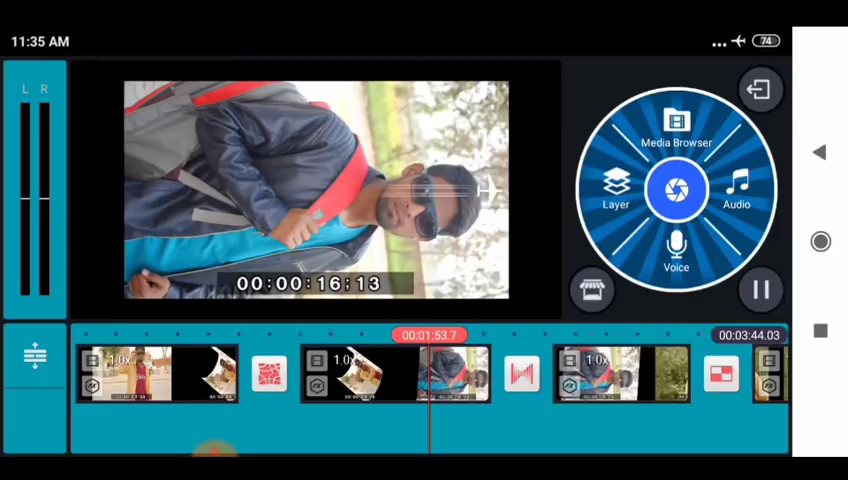 11:35 AM
74
L R
Media Browser
Layer
Audio
Voice
00:00:16;13
00:01:53.7
00:03:44.03
1.0x
1.0x
1.0x